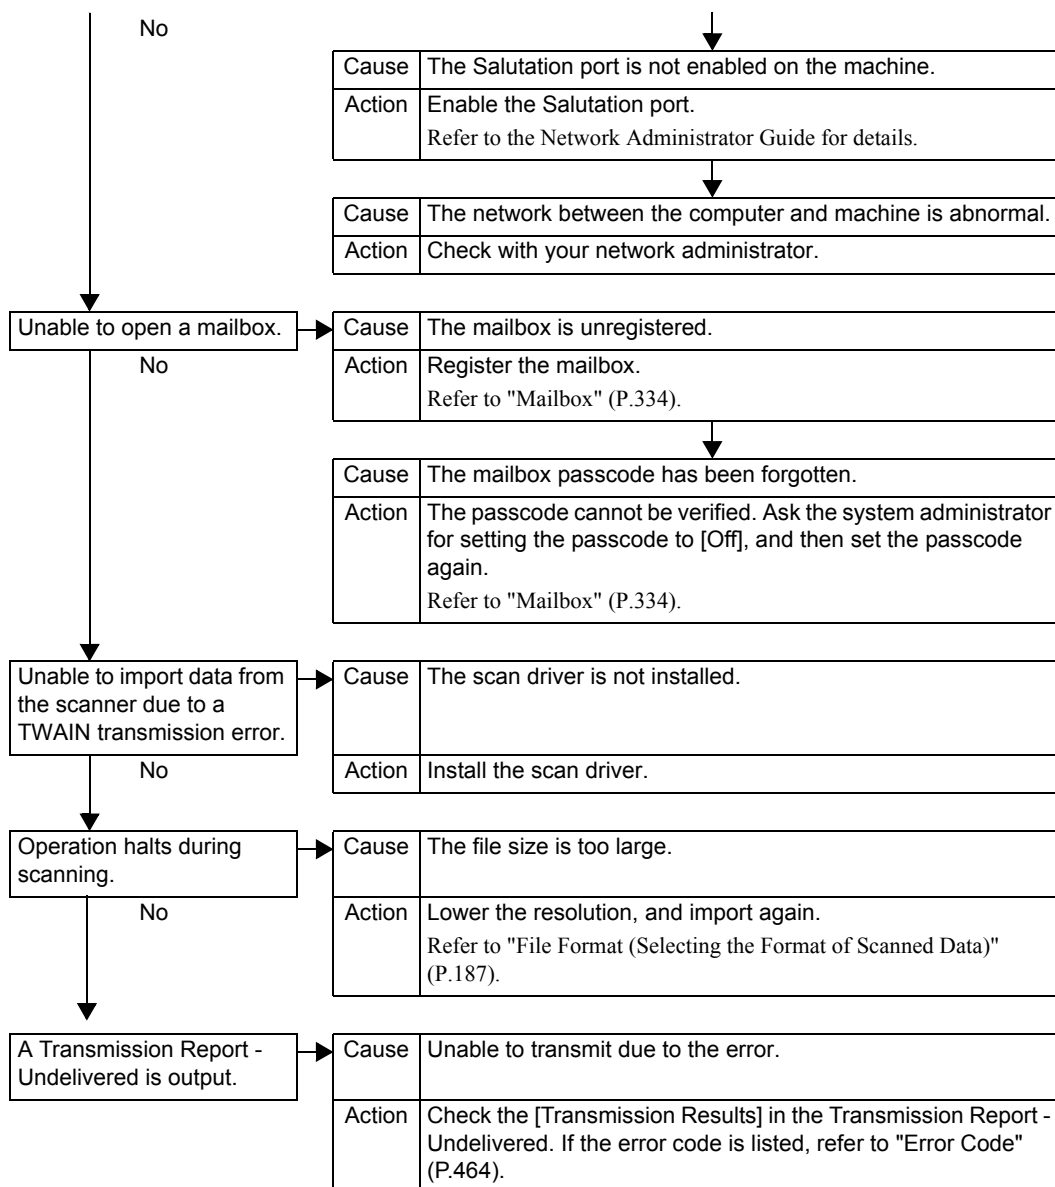 No
Cause The Salutation port is not enabled on the machine.
Action Enable the Salutation port.
Refer to the Network Administrator Guide for details.
Cause The network between the computer and machine is abnormal.
Action Check with your network administrator.
Unable to open a mailbox.
Cause The mailbox is unregistered.
No
Action Register the mailbox.
Refer to "Mailbox" (P.334).
Cause The mailbox passcode has been forgotten.
Action The passcode cannot be verified. Ask the system administrator
for setting the passcode to [Off], and then set the passcode
again.
Refer to "Mailbox" (P.334).
Unable to import data from
the scanner due to a
TWAIN transmission error.
Cause The scan driver is not installed.
No
Action Install the scan driver.
Operation halts during
scanning.
Cause The file size is too large.
No
Action Lower the resolution, and import again.
Refer to "File Format (Selecting the Format of Scanned Data)"
(P.187).
A Transmission Report -
Undelivered is output.
Cause Unable to transmit due to the error.
Action Check the [Transmission Results] in the Transmission Report -
Undelivered. If the error code is listed, refer to "Error Code"
(P.464).